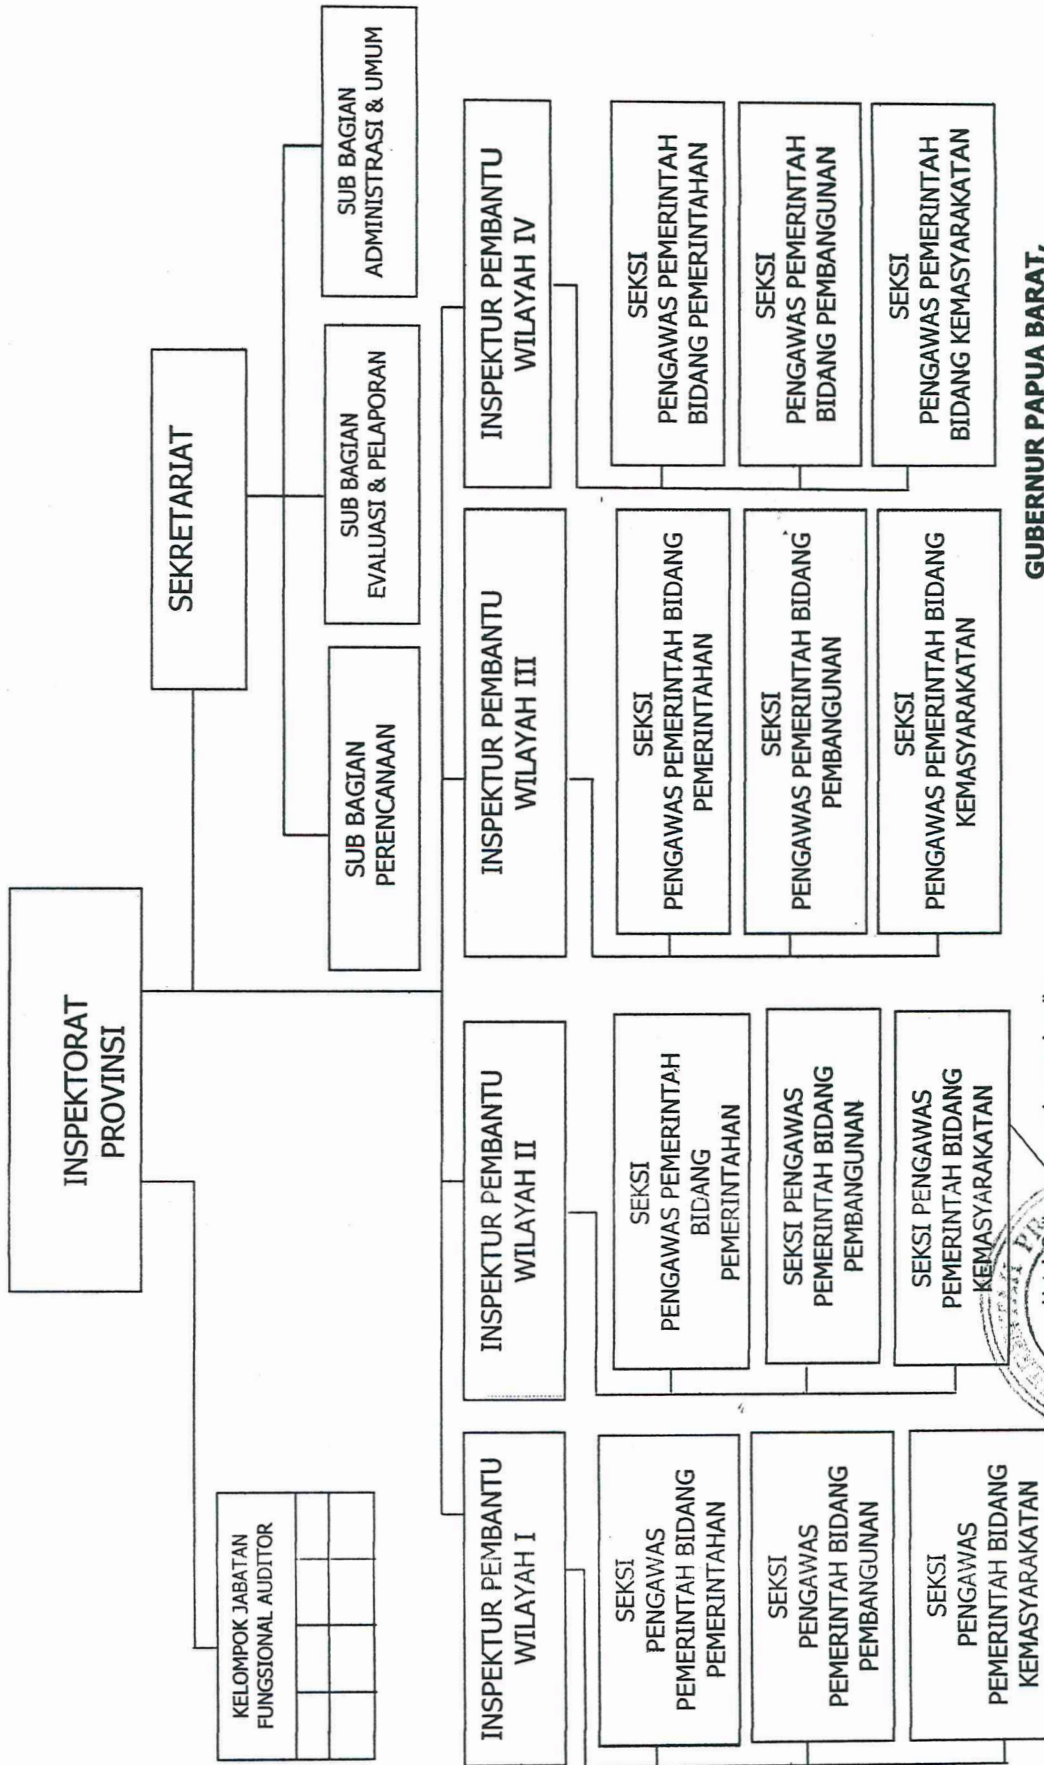 INSPEKTORAT
PROVINSI
KELOMPOK JABATAN
FUNGSIONAL AUDITOR
SEKRETARIAT
SUB BAGIAN
PERENCANAAN
SUB BAGIAN
EVALUASI & PELAPORAN
SUB BAGIAN
ADMINISTRASI & UMUM
INSPEKTUR PEMBANTU
WILAYAH I
SEKSI
PENGAWAS
PEMERINTAH BIDANG
PEMERINTAHAN
SEKSI
PENGAWAS
PEMERINTAH BIDANG
PEMBANGUNAN
SEKSI
PENGAWAS
PEMERINTAH BIDANG
KEMASYARAKATAN
INSPEKTUR PEMBANTU
WILAYAH II
SEKSI
PENGAWAS PEMERINTAH
BIDANG
PEMERINTAHAN
SEKSI PENGAWAS
PEMERINTAH BIDANG
PEMBANGUNAN
SEKSI PENGAWAS
PEMERINTAH BIDANG
KEMASYARAKATAN
INSPEKTUR PEMBANTU
WILAYAH III
SEKSI
PENGAWAS PEMERINTAH BIDANG
PEMERINTAHAN
SEKSI
PENGAWAS PEMERINTAH BIDANG
PEMBANGUNAN
SEKSI
PENGAWAS PEMERINTAH BIDANG
KEMASYARAKATAN
INSPEKTUR PEMBANTU
WILAYAH IV
SEKSI
PENGAWAS PEMERINTAH
BIDANG PEMERINTAHAN
SEKSI
PENGAWAS PEMERINTAH
BIDANG PEMBANGUNAN
SEKSI
PENGAWAS PEMERINTAH
BIDANG KEMASYARAKATAN
GUBERNUR PAPUA BARAT,